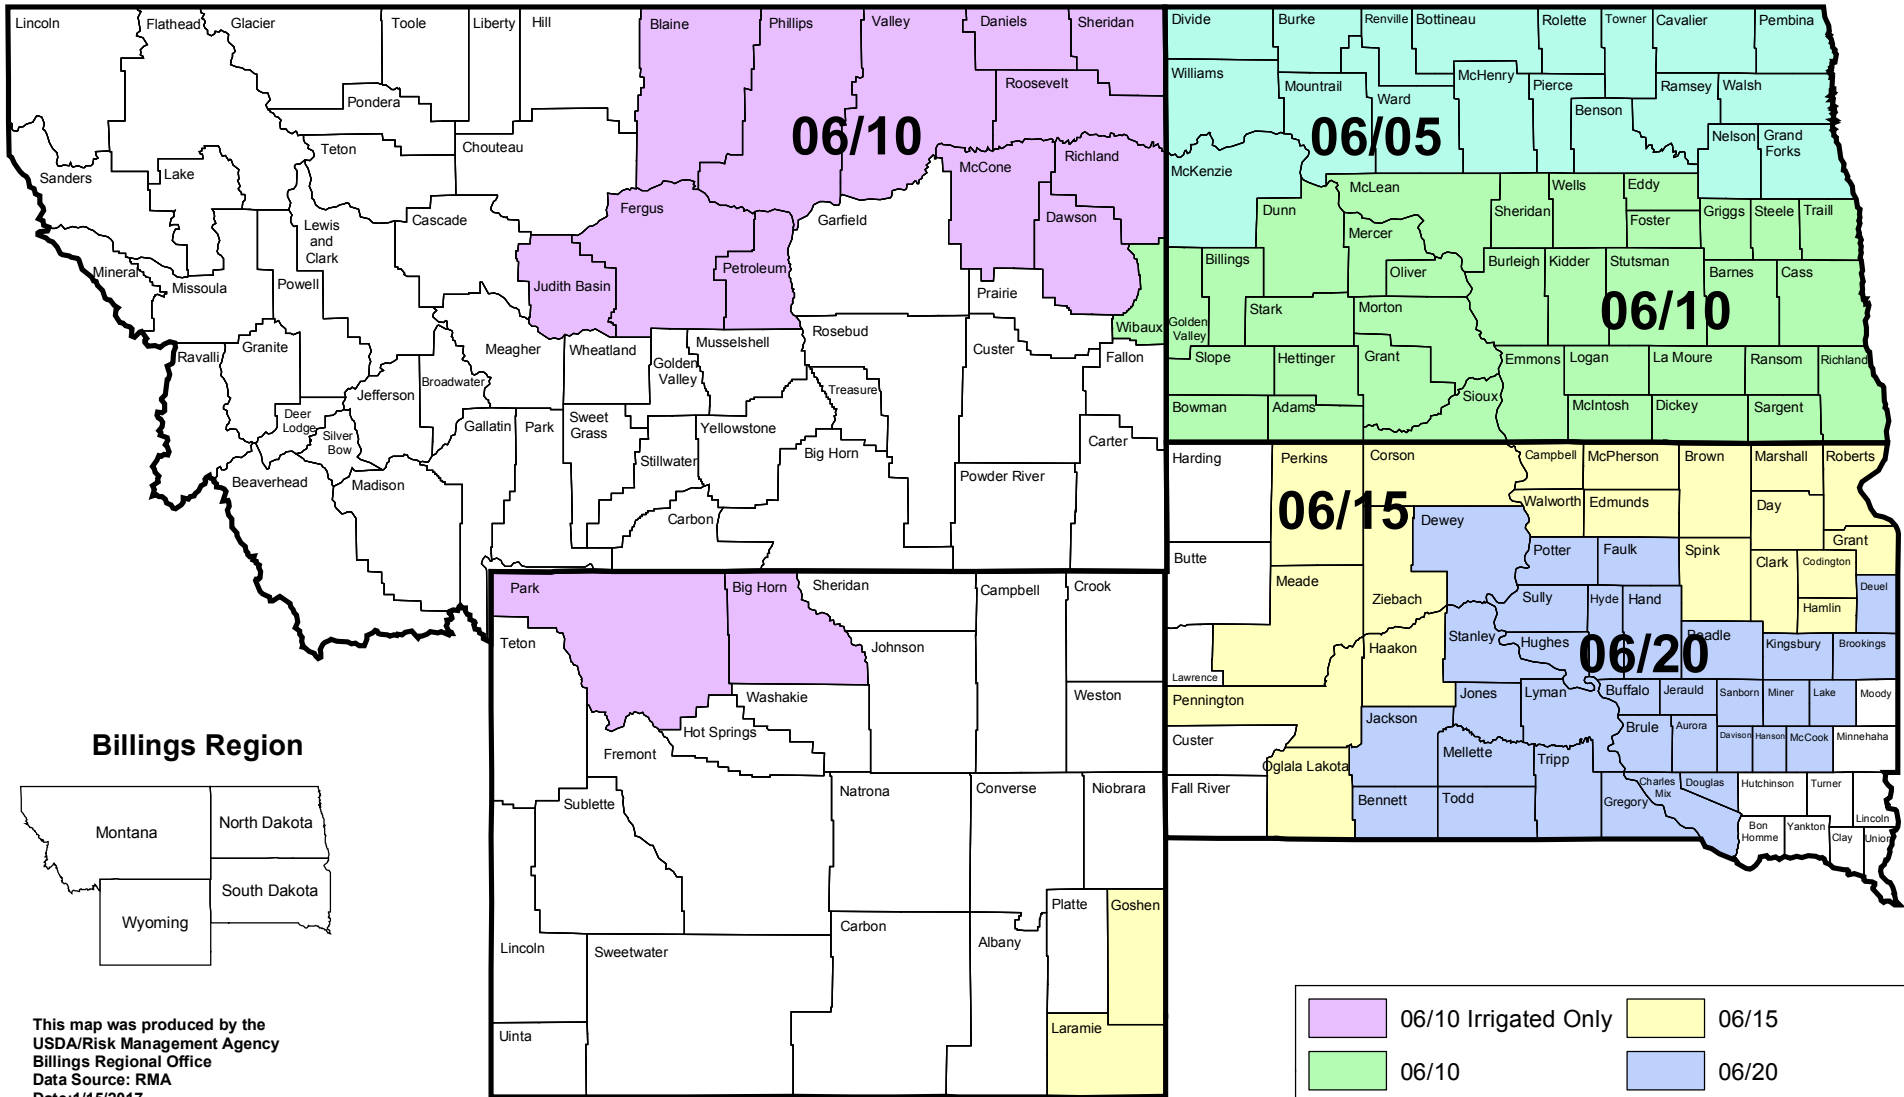 Lincoln
Flathead
Glacier
Toole
Liberty
Hill
Blaine
Phillips
Valley
Daniels
Sheridan
Roosevelt
Pondera
06/10
Teton
Chouteau
McCone
Richland
Sanders
Lake
Fergus
Garfield
Dawson
Cascade
Lewis
and
Clark
Mineral
Missoula
Powell
Judith Basin
Petroleum
Prairie
Wibaux
Rosebud
Ravalli
Granite
Meagher
Wheatland
Golden
Valley
Musselshell
Custer
Fallon
Jefferson
Broadwater
Treasure
Deer
Lodge
Silver
Bow
Gallatin
Park
Sweet
Grass
Yellowstone
Stillwater
Big Horn
Carter
Beaverhead
Madison
Carbon
Powder River
Divide
Burke
Renville
Bottineau
Rolette
Towner
Cavalier
Pembina
Williams
Mountrail
Ward
McHenry
Pierce
Benson
Ramsey
Walsh
06/05
Nelson
Grand
Forks
McKenzie
McLean
Wells
Eddy
Dunn
Sheridan
Foster
Griggs
Steele
Traill
Mercer
Billings
Oliver
Burleigh
Kidder
Stutsman
Barnes
Cass
06/10
Golden
Valley
Stark
Morton
Slope
Hettinger
Grant
Emmons
Logan
La Moure
Ransom
Richland
Sioux
Bowman
Adams
McIntosh
Dickey
Sargent
Harding
Perkins
Corson
Campbell
McPherson
Brown
Marshall
Roberts
06/15
Walworth
Edmunds
Day
Dewey
Grant
Butte
Potter
Faulk
Spink
Clark
Codington
Meade
Ziebach
Deuel
Sully
Hyde
Hand
Hamlin
Stanley
Hughes
Beadle
06/20
Kingsbury
Brookings
Haakon
Lawrence
Pennington
Jones
Lyman
Buffalo
Jerauld
Sanborn
Miner
Lake
Moody
Jackson
Custer
Brule
Aurora
Davison
Hanson
McCook
Minnehaha
Oglala Lakota
Mellette
Tripp
Fall River
Bennett
Todd
Gregory
Charles
Mix
Douglas
Hutchinson
Turner
Lincoln
Bon
Homme
Yankton
Clay
Union
Park
Big Horn
Sheridan
Campbell
Crook
Teton
Johnson
Washakie
Weston
Hot Springs
Fremont
Sublette
Natrona
Converse
Niobrara
Platte
Goshen
Lincoln
Sweetwater
Carbon
Albany
Uinta
Laramie
Billings Region
Montana
North Dakota
South Dakota
Wyoming
This map was produced by the
USDA/Risk Management Agency
Billings Regional Office
Data Source: RMA
Date:1/15/2017
06/10 Irrigated Only
06/15
06/10
06/20